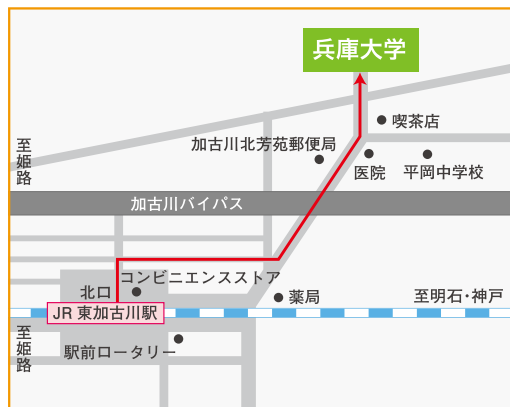 兵庫大学
喫茶店
加古川北芳苑郵便局
医院
平岡中学校
至姫路
加古川バイパス
コンビニエンスストア
北口
薬局
至明石・神戸
JR 東加古川駅
至姫路
駅前ロータリー